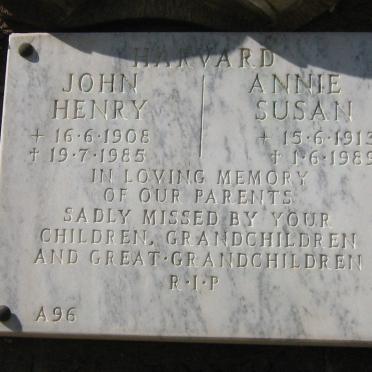 HARVARD
JOHN ANNIE
HENRY SUSAN
+ 16·6·1908 + 15·6·1913
† 19·7·1985 † 1·6·1989
IN LOVING MEMORY
OF OUR PARENTS
SADLY MISSED BY YOUR
CHILDREN, GRANDCHILDREN
AND GREAT·GRANDCHILDREN
R·I·P
A96